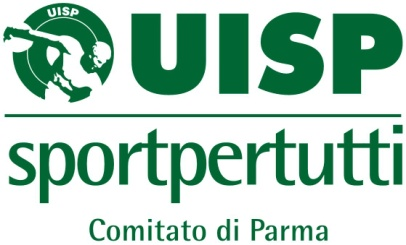 UISP
UISP
sportpertutti
Comitato di Parma